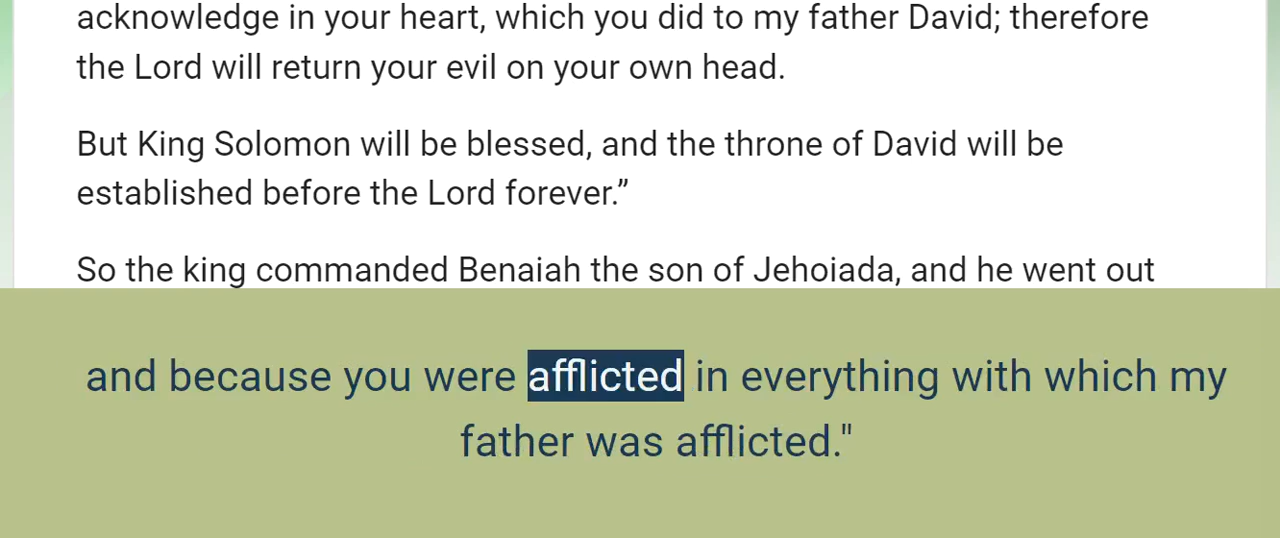 acknowledge in your heart, which you did to my father David; therefore
the Lord will return your evil on your own head.
But King Solomon will be blessed, and the throne of David will be
established before the Lord forever.”
So the king commanded Benaiah the son of Jehoiada, and he went out
and because you were afflicted in everything with which my
father was afflicted."